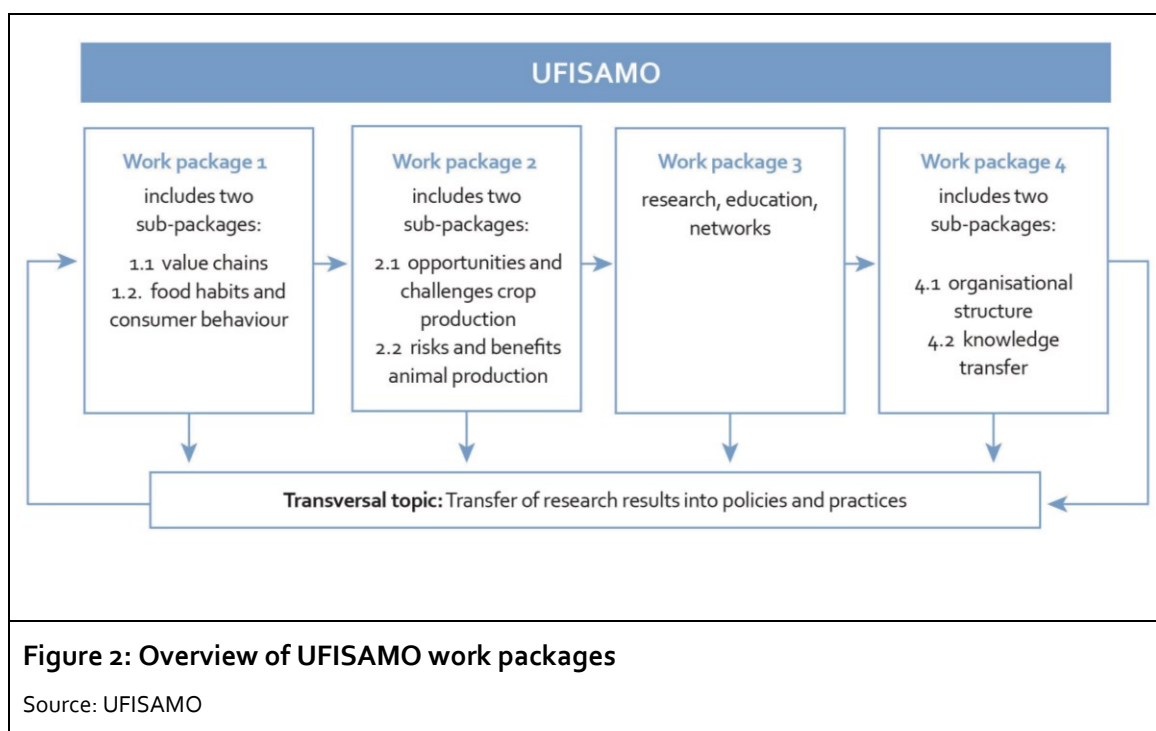 UFISAMO
Work package 1
includes two
sub-packages:
1.1 value chains
1.2. food habits and
consumer behaviour
Work package 2
includes two
sub-packages:
2.1 opportunities and
challenges crop
production
2.2 risks and benefits
animal production
Work package 3
research, education,
networks
Work package 4
includes two
sub-packages:
4.1 organisational
structure
4.2 knowledge
transfer
Transversal topic: Transfer of research results into policies and practices
Figure 2: Overview of UFISAMO work packages
Source: UFISAMO